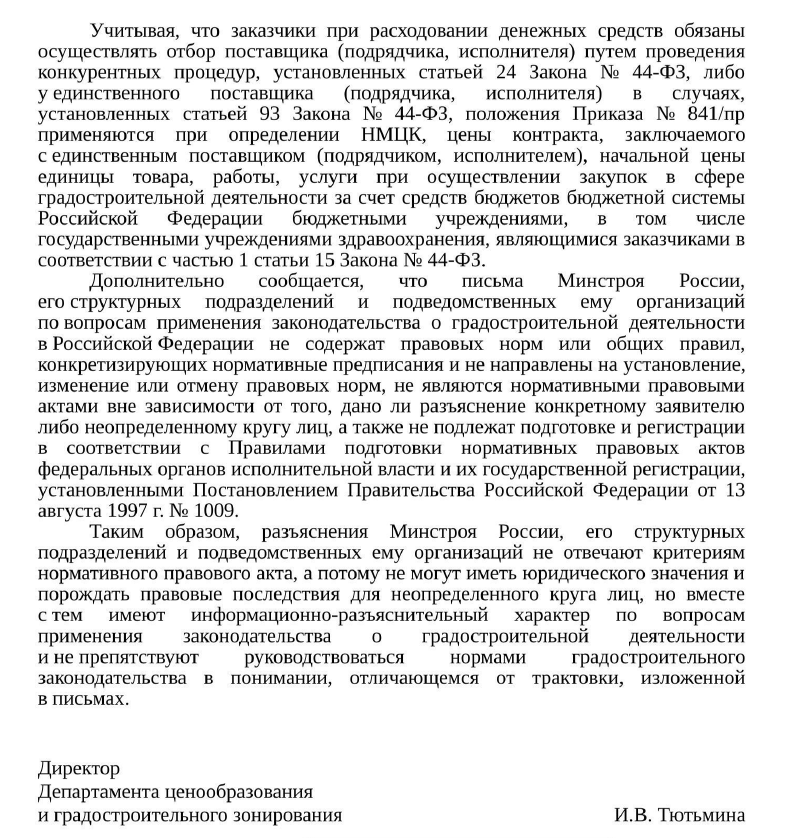 Учитывая, что заказчики при расходовании денежных средств обязаны
осуществлять отбор поставщика (подрядчика, исполнителя) путем проведения
конкурентных процедур, установленных статьей 24 Закона № 44-ФЗ, либо
у единственного поставщика (подрядчика, исполнителя) в случаях,
установленных статьей 93 Закона № 44-ФЗ, положения Приказа № 841/пр
применяются при определении НМЦК, цены контракта, заключаемого
с единственным поставщиком (подрядчиком, исполнителем), начальной цены
единицы товара, работы, услуги при осуществлении закупок в сфере
градостроительной деятельности за счет средств бюджетов бюджетной системы
Российской Федерации бюджетными учреждениями, в том числе
государственными учреждениями здравоохранения, являющимися заказчиками в
соответствии с частью 1 статьи 15 Закона № 44-ФЗ.
Дополнительно сообщается, что письма Минстроя России,
его структурных подразделений и подведомственных ему организаций
по вопросам применения законодательства о градостроительной деятельности
в Российской Федерации не содержат правовых норм или общих правил,
конкретизирующих нормативные предписания и не направлены на установление,
изменение или отмену правовых норм, не являются нормативными правовыми
актами вне зависимости от того, дано ли разъяснение конкретному заявителю
либо неопределенному кругу лиц, а также не подлежат подготовке и регистрации
в соответствии с Правилами подготовки нормативных правовых актов
федеральных органов исполнительной власти и их государственной регистрации,
установленными Постановлением Правительства Российской Федерации от 13
августа 1997 г. № 1009.
Таким образом, разъяснения Минстроя России, его структурных
подразделений и подведомственных ему организаций не отвечают критериям
нормативного правового акта, а потому не могут иметь юридического значения и
порождать правовые последствия для неопределенного круга лиц, но вместе
с тем имеют информационно-разъяснительный характер по вопросам
применения законодательства о градостроительной деятельности
и не препятствуют руководствоваться нормами градостроительного
законодательства в понимании, отличающемся от трактовки, изложенной
в письмах.
Директор
Департамента ценообразования
и градостроительного зонирования И.В. Тютьмина